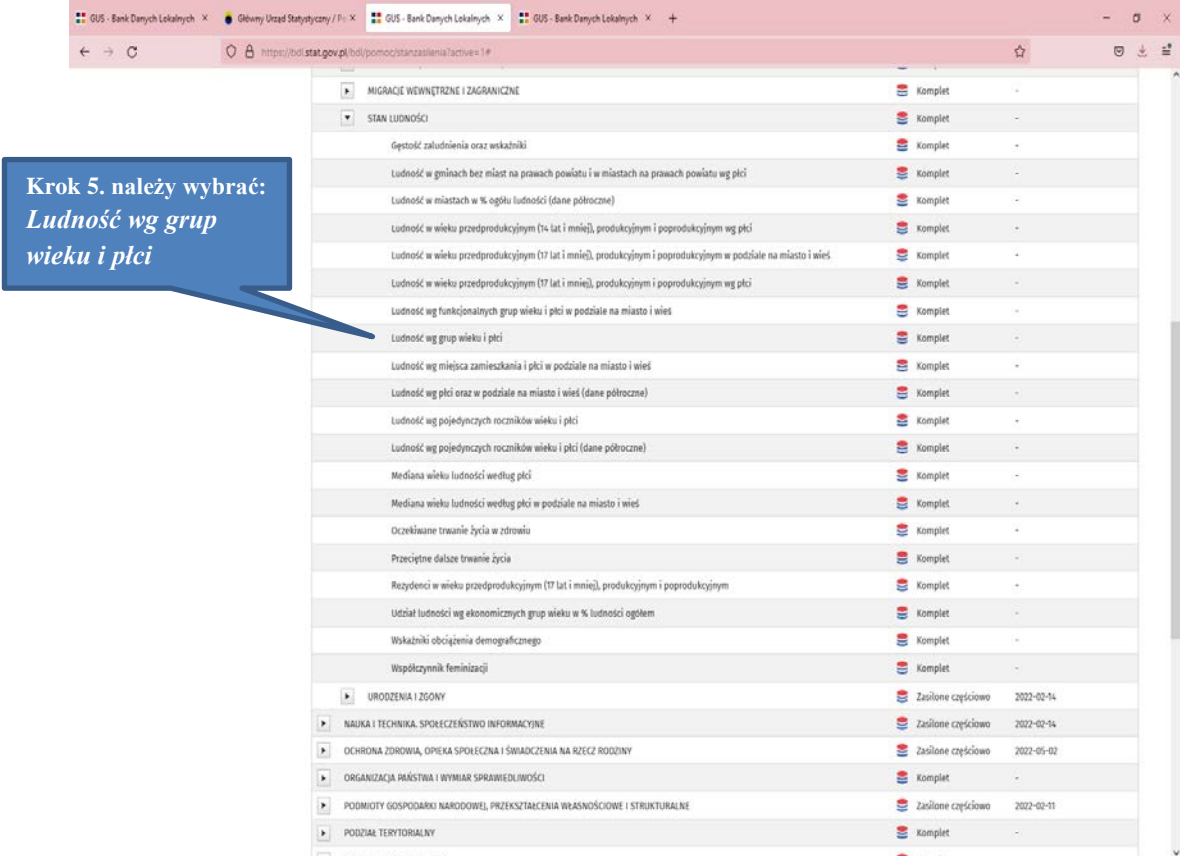 GUS - Bank Danych Lokalnych × Główny Urząd Statystyczny / × GUS - Bank Danych Lokalnych × GUS - Bank Danych Lokalnych × +
https://bdl.stat.gov.pl/bdl/pomoc/stanzasilenia?active=1#
MIGRACJE WEWNĘTRZNE I ZAGRANICZNE Komplet -
STAN LUDNOŚCI Komplet -
Gęstość zaludnienia oraz wskaźniki Komplet -
Ludność w gminach bez miast na prawach powiatu i w miastach na prawach powiatu wg płci Komplet -
Ludność w miastach w % ogółu ludności (dane półroczne) Komplet -
Ludność w wieku przedprodukcyjnym (14 lat i mniej), produkcyjnym i poprodukcyjnym wg płci Komplet -
Ludność w wieku przedprodukcyjnym (17 lat i mniej), produkcyjnym i poprodukcyjnym w podziale na miasto i wieś Komplet -
Ludność w wieku przedprodukcyjnym (17 lat i mniej), produkcyjnym i poprodukcyjnym wg płci Komplet -
Ludność wg funkcjonalnych grup wieku i płci w podziale na miasto i wieś Komplet -
Ludność wg grup wieku i płci Komplet -
Ludność wg miejsca zamieszkania i płci w podziale na miasto i wieś Komplet -
Ludność wg płci oraz w podziale na miasto i wieś (dane półroczne) Komplet -
Ludność wg pojedynczych roczników wieku i płci Komplet -
Ludność wg pojedynczych roczników wieku i płci (dane półroczne) Komplet -
Mediana wieku ludności według płci Komplet -
Mediana wieku ludności według płci w podziale na miasto i wieś Komplet -
Oczekiwane trwanie życia w zdrowiu Komplet -
Przeciętne dalsze trwanie życia Komplet -
Rezydenci w wieku przedprodukcyjnym (17 lat i mniej), produkcyjnym i poprodukcyjnym Komplet -
Udział ludności wg ekonomicznych grup wieku w % ludności ogółem Komplet -
Wskaźniki obciążenia demograficznego Komplet -
Współczynnik feminizacji Komplet -
URODZENIA I ZGONY Zasilone częściowo 2022-02-14
NAUKA I TECHNIKA. SPOŁECZEŃSTWO INFORMACYJNE Zasilone częściowo 2022-02-14
OCHRONA ZDROWIA, OPIEKA SPOŁECZNA I ŚWIADCZENIA NA RZECZ RODZINY Zasilone częściowo 2022-05-02
ORGANIZACJA PAŃSTWA I WYMIAR SPRAWIEDLIWOŚCI Komplet -
PODMIOTY GOSPODARKI NARODOWEJ, PRZEKSZTAŁCENIA WŁASNOŚCIOWE I STRUKTURALNE Zasilone częściowo 2022-02-11
PODZIAŁ TERYTORIALNY Komplet -
Krok 5. należy wybrać:
Ludność wg grup
wieku i płci